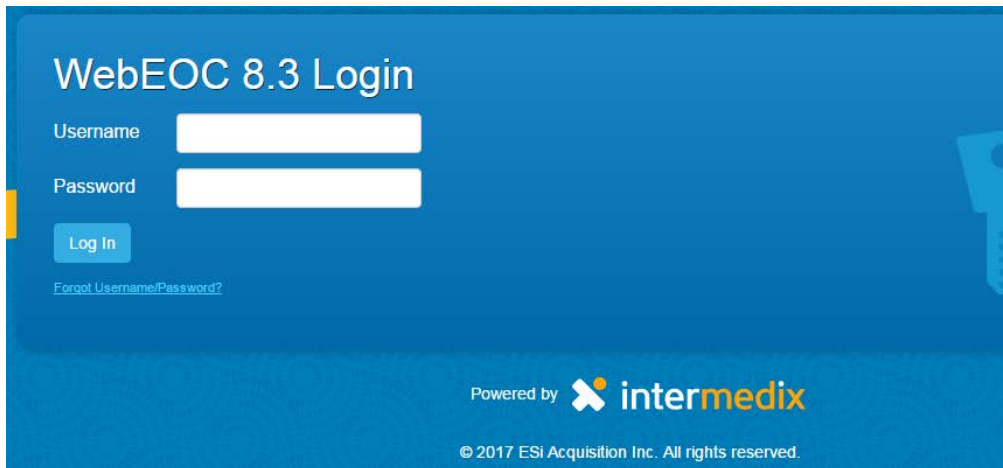 WebEOC 8.3 Login
Username
Password
Log In
Forgot Username/Password?
Powered by intermedix
© 2017 ESi Acquisition Inc. All rights reserved.